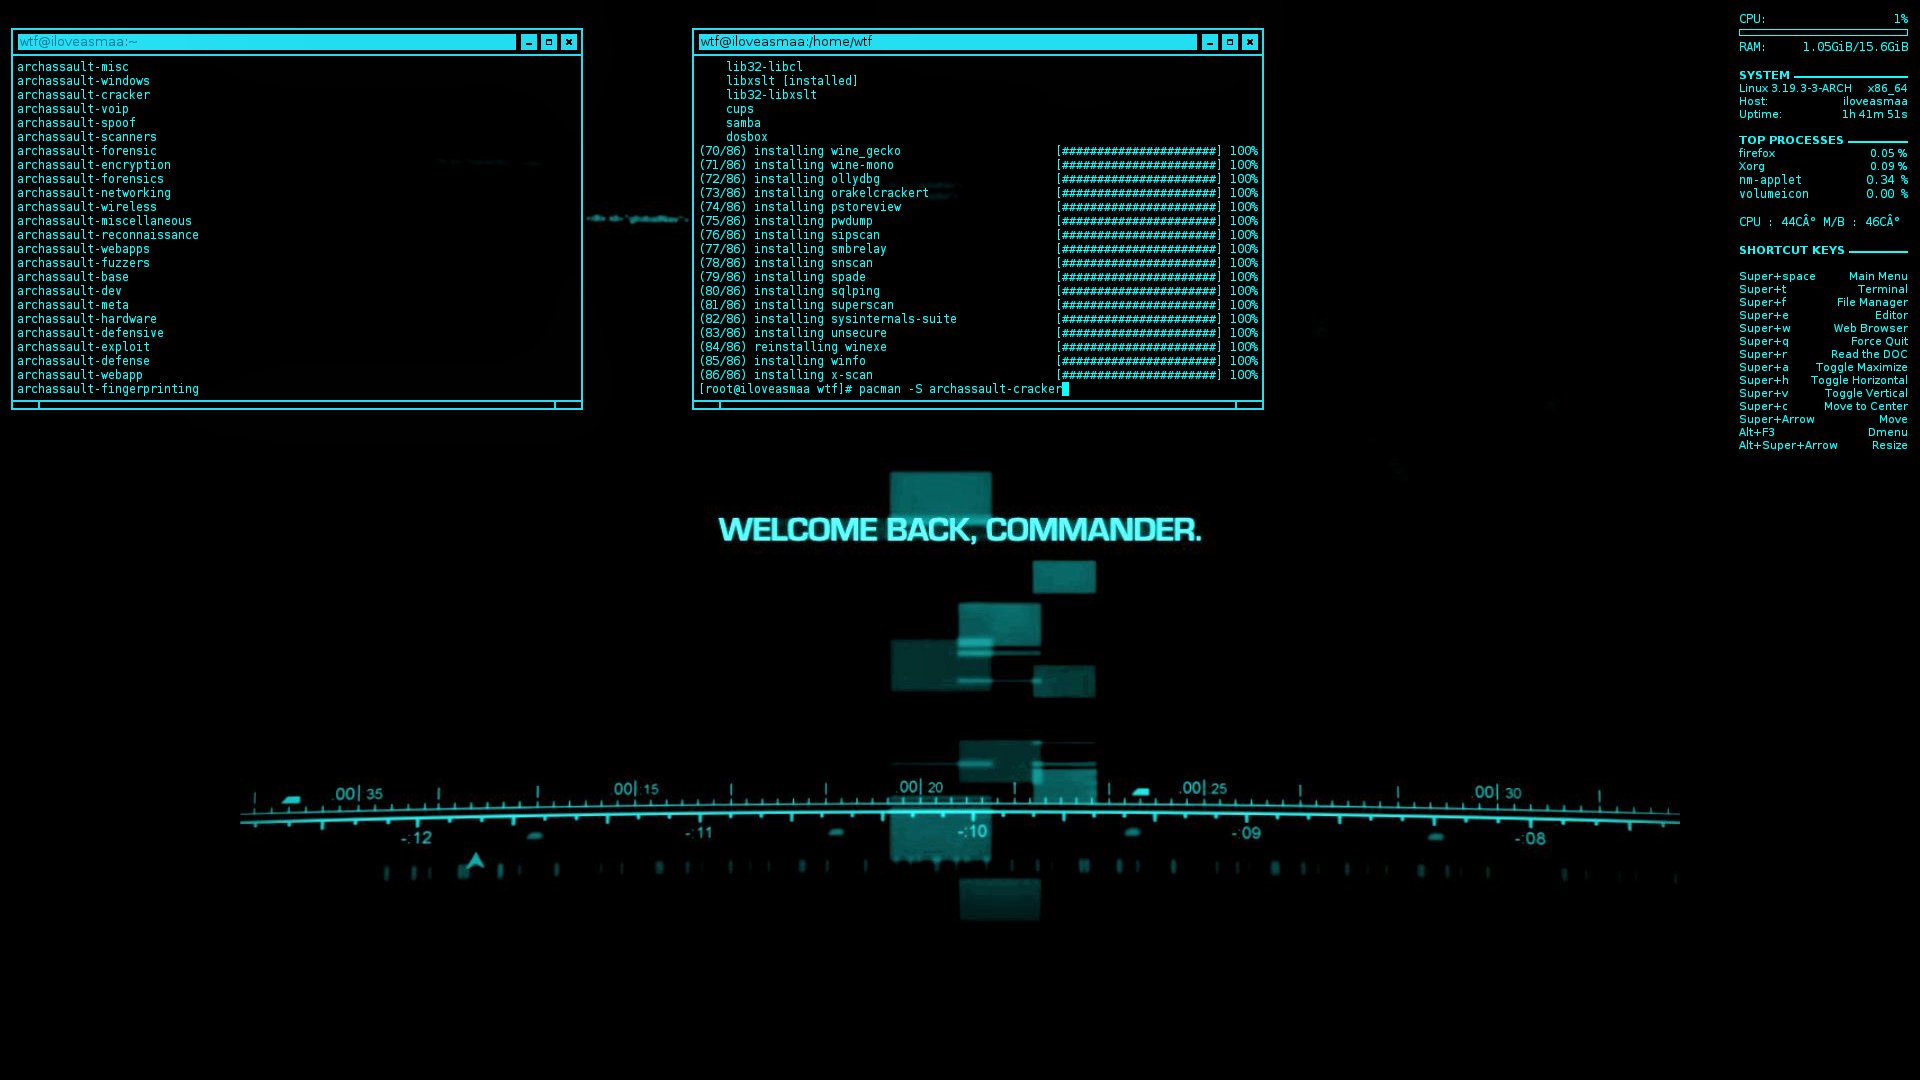 wtf@iloveasmaa:~
archassault-misc
archassault-windows
archassault-cracker
archassault-voip
archassault-spoof
archassault-scanners
archassault-forensic
archassault-encryption
archassault-forensics
archassault-networking
archassault-wireless
archassault-miscellaneous
archassault-reconnaissance
archassault-webapps
archassault-fuzzers
archassault-base
archassault-dev
archassault-meta
archassault-hardware
archassault-defensive
archassault-exploit
archassault-defense
archassault-webapp
archassault-fingerprinting
wtf@iloveasmaa:/home/wtf
lib32-libcl
libxslt [installed]
lib32-libxslt
cups
samba
dosbox
(70/86) installing wine_gecko [######################] 100%
(71/86) installing wine-mono [######################] 100%
(72/86) installing ollydbg [######################] 100%
(73/86) installing orakelcrackert [######################] 100%
(74/86) installing pstoreview [######################] 100%
(75/86) installing pwdump [######################] 100%
(76/86) installing sipscan [######################] 100%
(77/86) installing smbrelay [######################] 100%
(78/86) installing snscan [######################] 100%
(79/86) installing spade [######################] 100%
(80/86) installing sqlping [######################] 100%
(81/86) installing superscan [######################] 100%
(82/86) installing sysinternals-suite [######################] 100%
(83/86) installing unsecure [######################] 100%
(84/86) reinstalling winexe [######################] 100%
(85/86) installing winfo [######################] 100%
(86/86) installing x-scan [######################] 100%
[root@iloveasmaa wtf]# pacman -S archassault-cracker
CPU: 1%
RAM: 1.05GiB/15.6GiB
SYSTEM
Linux 3.19.3-3-ARCH x86_64
Host: iloveasmaa
Uptime: 1h 41m 51s
TOP PROCESSES
firefox 0.05 %
Xorg 0.09 %
nm-applet 0.34 %
volumeicon 0.00 %
CPU : 44CÂ° M/B : 46CÂ°
SHORTCUT KEYS
Super+space Main Menu
Super+t Terminal
Super+f File Manager
Super+e Editor
Super+w Web Browser
Super+q Force Quit
Super+r Read the DOC
Super+a Toggle Maximize
Super+h Toggle Horizontal
Super+v Toggle Vertical
Super+c Move to Center
Super+Arrow Move
Alt+F3 Dmenu
Alt+Super+Arrow Resize
WELCOME BACK, COMMANDER.
.00| 35 .00|:15 .00| 20 .00| 25 .00| 30
-:12 -:11 -:10 -:09 -:08